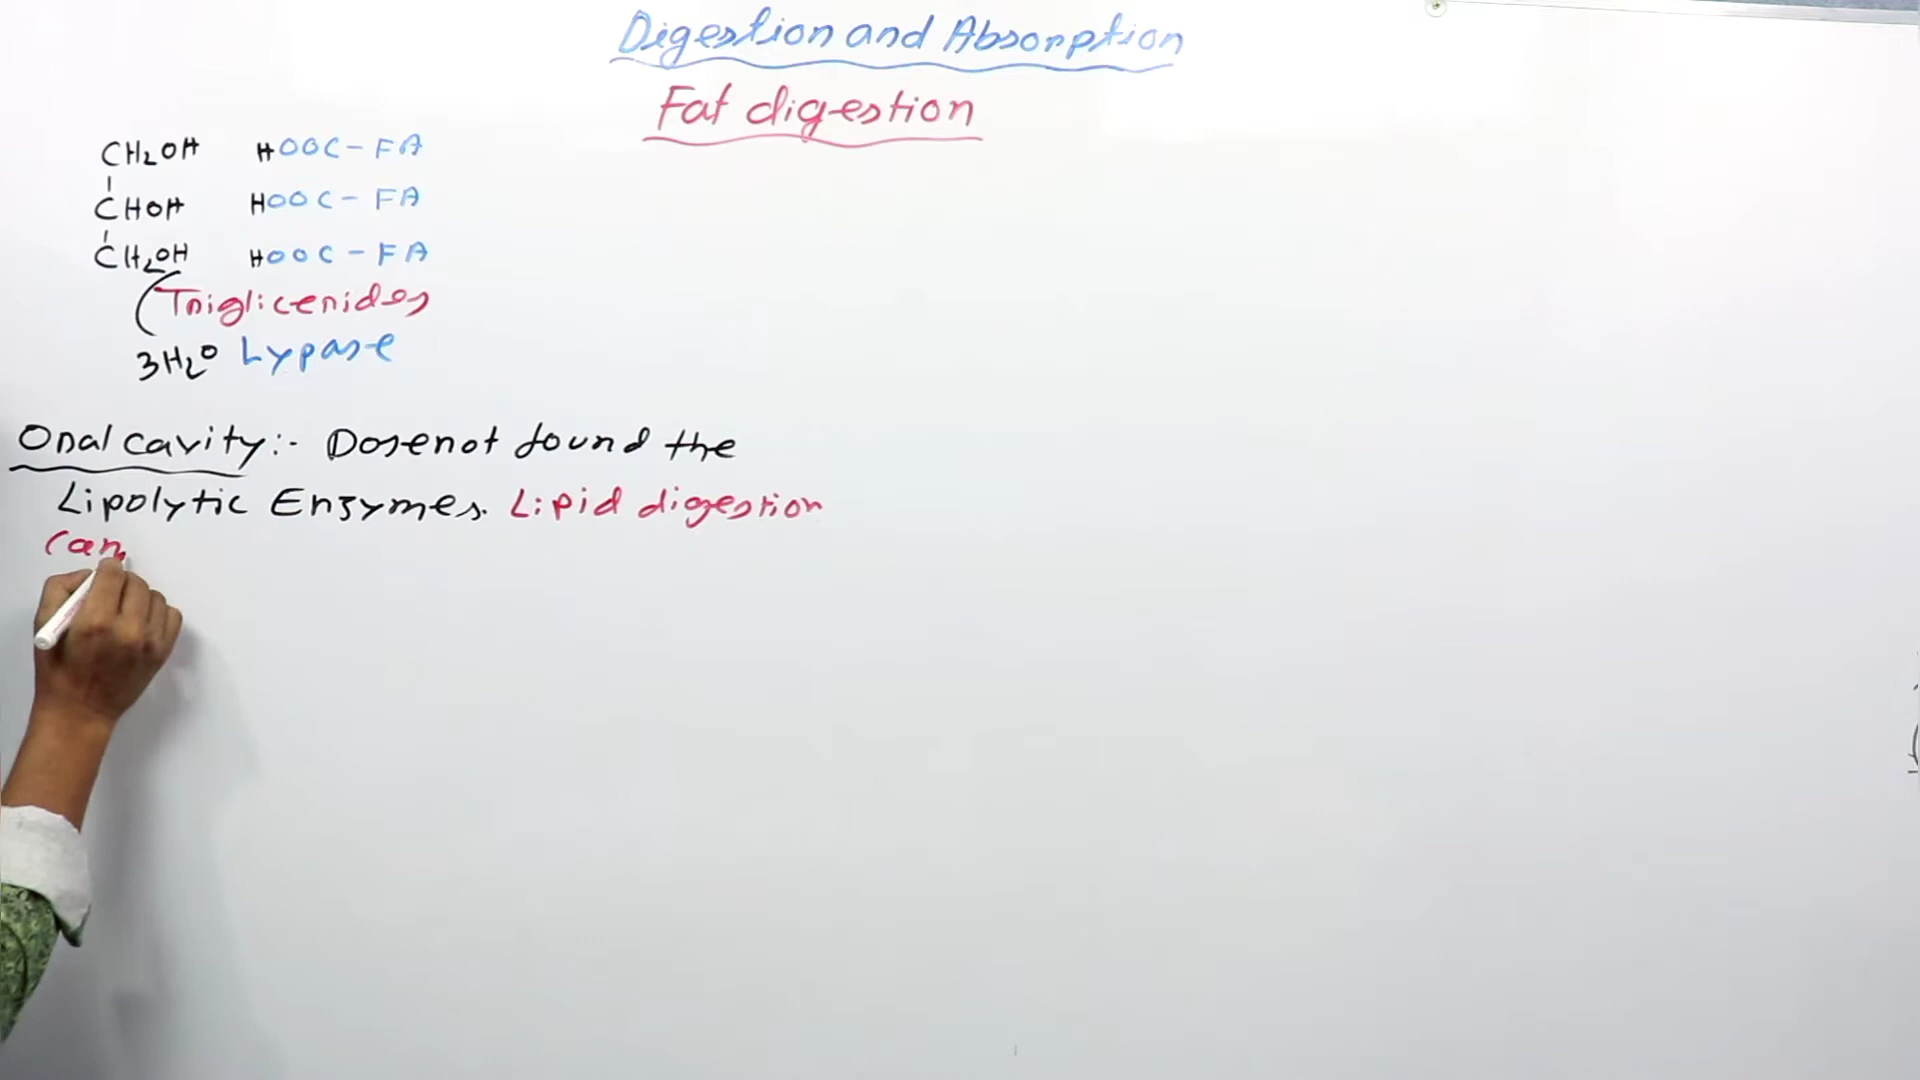 Digestion and Absorption
Fat digestion
CH2OH HOOC-FA
CHOH HOOC-FA
CH2OH HOOC-FA
(Triglicerides
3H2O Lypase
Oral cavity:- Dosenot found the
Lipolytic Enzymes. Lipid digestion
can